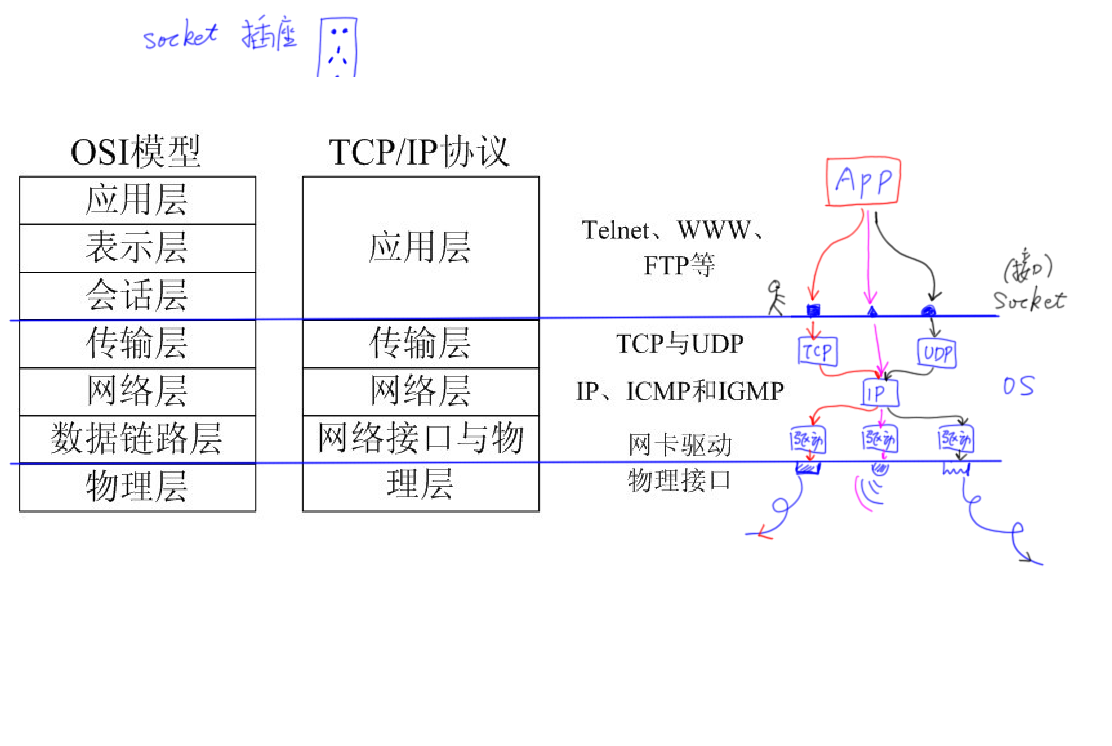 socket 插座
OSI模型
应用层
表示层
会话层
传输层
网络层
数据链路层
物理层
TCP/IP协议
应用层
传输层
网络层
网络接口与物
理层
Telnet、WWW、
FTP等
TCP与UDP
IP、ICMP和IGMP
网卡驱动
物理接口
App
(接口)
Socket
TCP
UDP
IP
OS
驱动
驱动
驱动